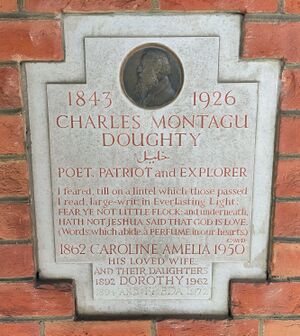 1843 1926
CHARLES MONTAGU
DOUGHTY
خليل
POET, PATRIOT AND EXPLORER
I feared, till on a lintel which those passed
I read, large-writ, in Everlasting Light.
FEAR YE NOT LITTLE FLOCK; and underneath,
HATH NOT JESHUA SAID THAT GOD IS LOVE.
(Words, which abide, a PERFUME in our hearts)
C·M·D
1862 CAROLINE AMELIA 1950
HIS LOVED WIFE
AND THEIR DAUGHTERS
1892 DOROTHY 1962
1894 FREDA